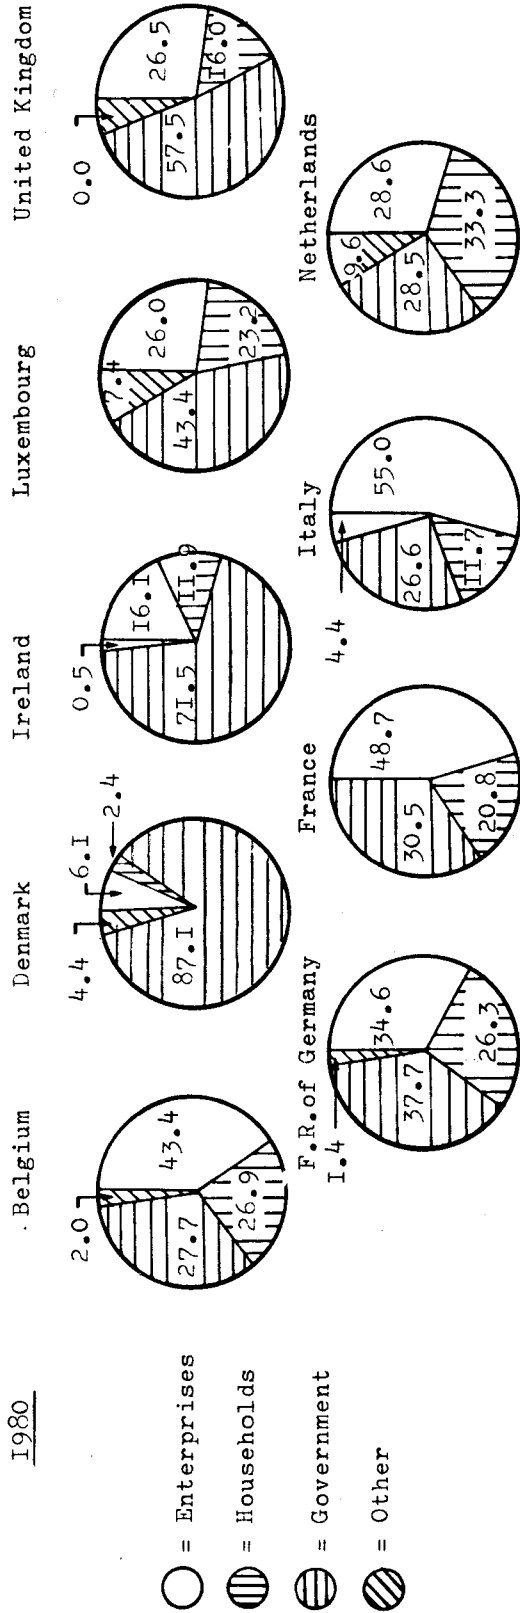 1980
= Enterprises
= Households
= Government
= Other
Belgium
2.0
43.4
27.7
26.9
Denmark
4.4
6.1
2.4
87.1
Ireland
0.5
16.1
11.9
71.5
Luxembourg
7.4
26.0
43.4
23.2
United Kingdom
0.0
26.5
57.5
16.0
F.R. of Germany
1.4
34.6
37.7
26.3
France
48.7
30.5
20.8
Italy
4.4
55.0
26.6
11.7
Netherlands
9.6
28.6
28.5
33.3